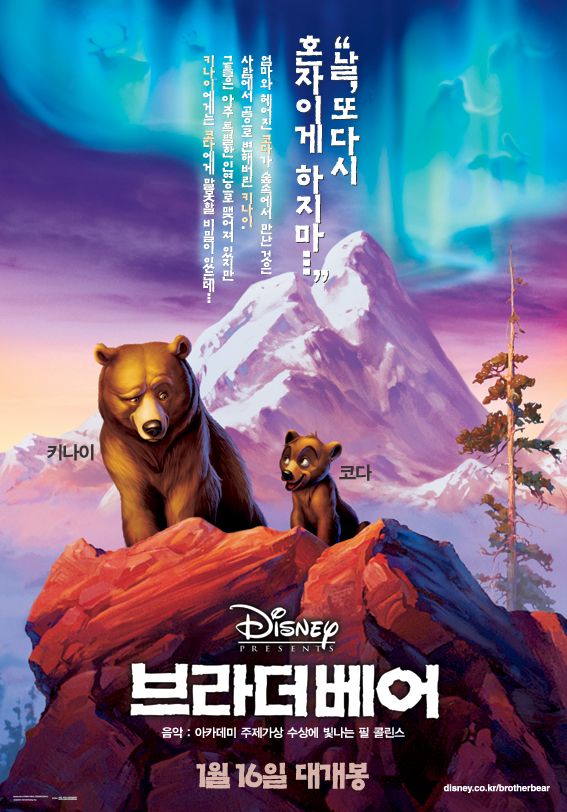 “날, 또 다시
혼자이게 하지마…”
엄마와 헤어진 코다가 숲속에서 만난 것은
사람에서 곰으로 변해버린 키나이.
그들은 아주 특별한 인연으로 맺어져 있지만
키나이에게는 코다에게 말못할 비밀이 있는데…
키나이
코다
DISNEY
PRESENTS
브라더 베어
음악 : 아카데미 주제가상 수상에 빛나는 필 콜린스
1월 16일 대개봉
disney.co.kr/brotherbear